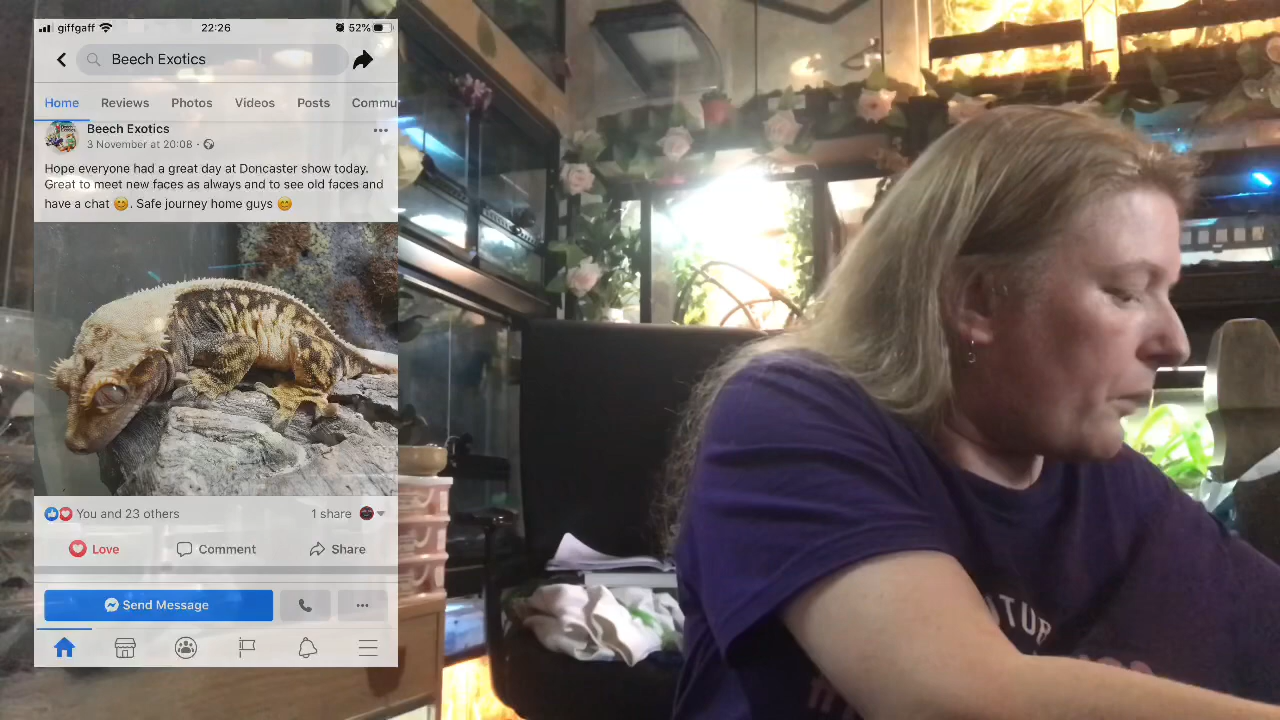 giffgaff 22:26 52%
Beech Exotics
Home Reviews Photos Videos Posts Commu
Beech Exotics
3 November at 20:08 ·
Hope everyone had a great day at Doncaster show today.
Great to meet new faces as always and to see old faces and
have a chat 😊. Safe journey home guys 😊
You and 23 others 1 share
Love Comment Share
Send Message